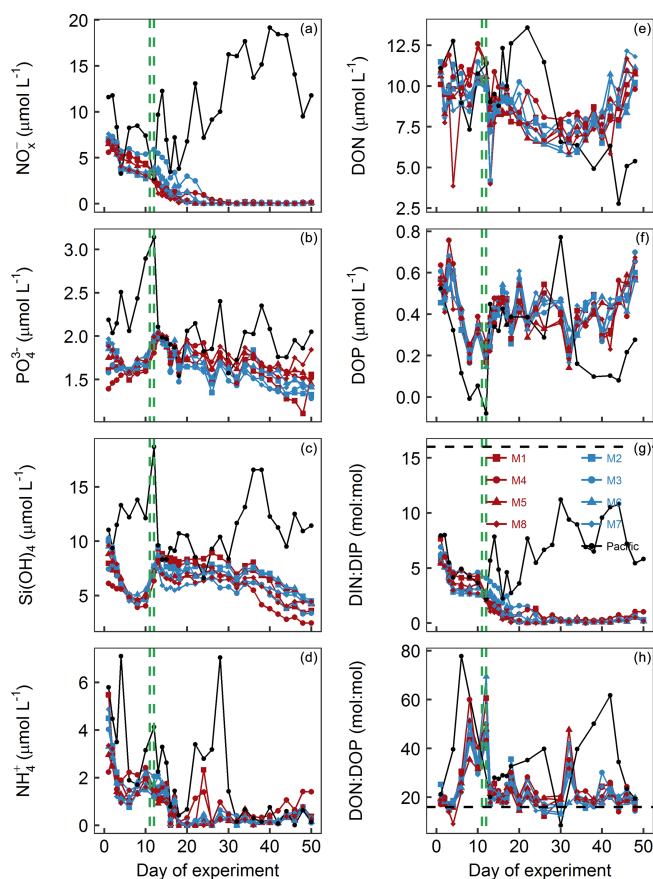 (a)
NOₓ⁻ (μmol L⁻¹)
20
15
10
5
0
(b)
PO₄³⁻ (μmol L⁻¹)
3.0
2.5
2.0
1.5
(c)
Si(OH)₄ (μmol L⁻¹)
15
10
5
(d)
NH₄⁺ (μmol L⁻¹)
6
4
2
0
0 10 20 30 40 50
Day of experiment
(e)
DON (μmol L⁻¹)
12.5
10.0
7.5
5.0
2.5
(f)
DOP (μmol L⁻¹)
0.8
0.6
0.4
0.2
0.0
(g)
DIN:DIP (mol:mol)
15
10
5
0
M1 M2
M4 M3
M5 M6
M8 M7
Pacific
(h)
DON:DOP (mol:mol)
80
60
40
20
0
0 10 20 30 40 50
Day of experiment